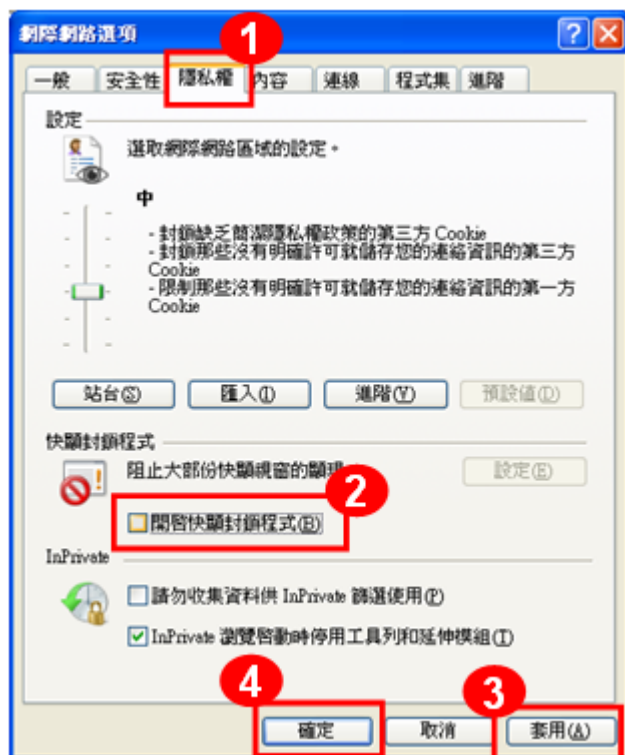 網際網路選項
1
一般 安全性 隱私權 內容 連線 程式集 進階
設定
選取網際網路區域的設定。
中
- 封鎖缺乏簡潔隱私權政策的第三方 Cookie
- 封鎖那些沒有明確許可就儲存您的連絡資訊的第三方
Cookie
- 限制那些沒有明確許可就儲存您的連絡資訊的第一方
Cookie
站台(S) 匯入(I) 進階(V) 預設值(D)
快顯封鎖程式
阻止大部份快顯視窗的顯現。 設定(E)
2
開啟快顯封鎖程式(B)
InPrivate
請勿收集資料供 InPrivate 篩選使用(P)
InPrivate 瀏覽啟動時停用工具列和延伸模組(T)
4 3
確定 取消 套用(A)